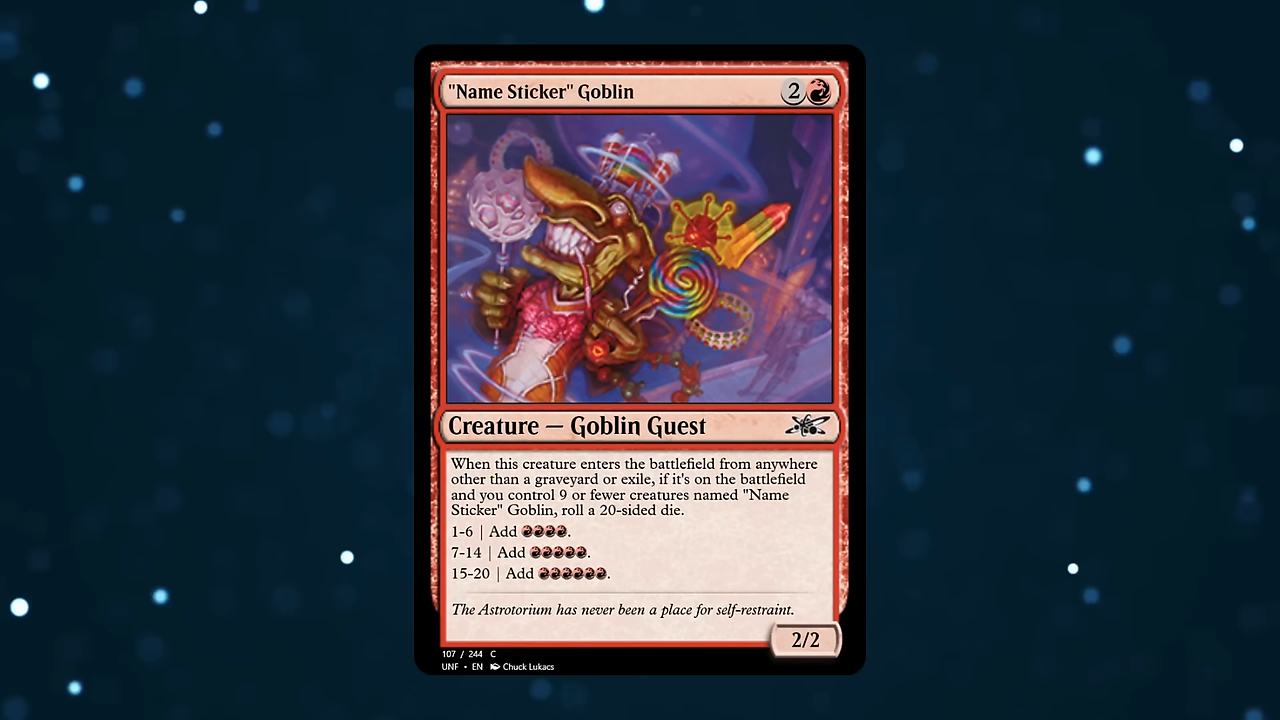 "Name Sticker" Goblin 2
Creature — Goblin Guest
When this creature enters the battlefield from anywhere
other than a graveyard or exile, if it's on the battlefield
and you control 9 or fewer creatures named "Name
Sticker" Goblin, roll a 20-sided die.
1-6 | Add .
7-14 | Add .
15-20 | Add .
The Astrotorium has never been a place for self-restraint.
2/2
107 / 244 C
UNF • EN Chuck Lukacs